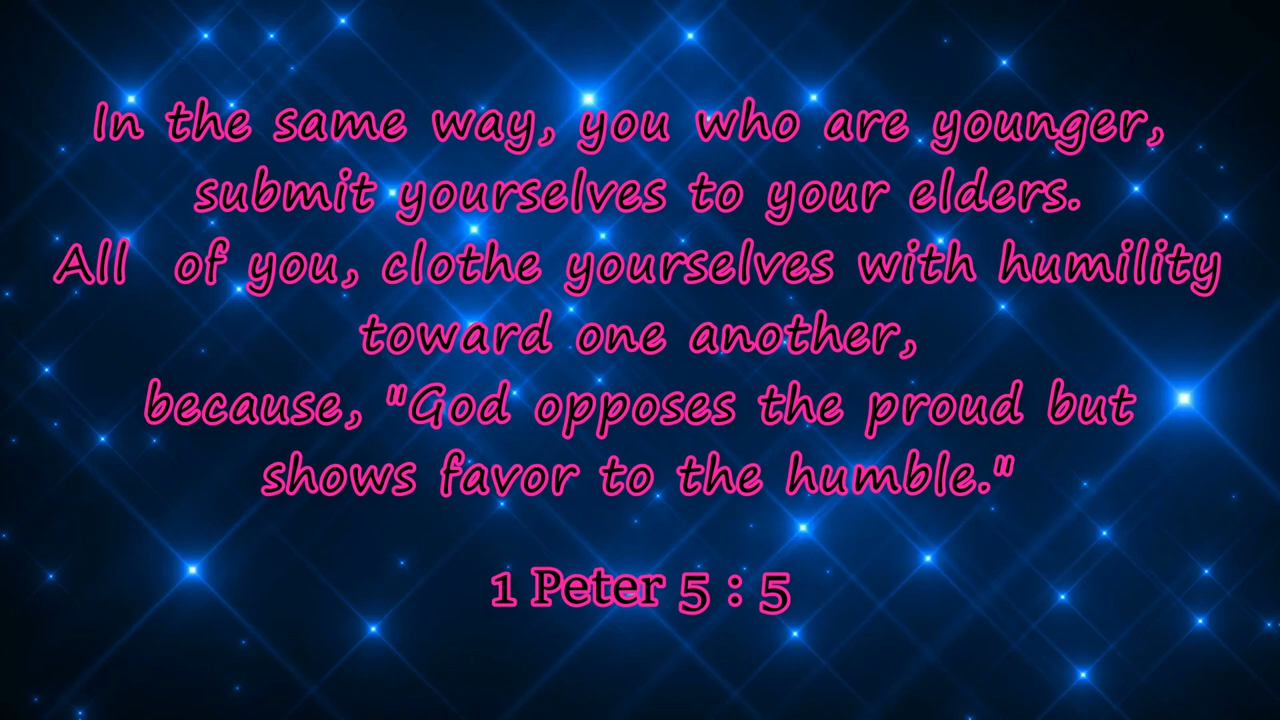 In the same way, you who are younger,
submit yourselves to your elders.
All of you, clothe yourselves with humility
toward one another,
because, "God opposes the proud but
shows favor to the humble."
1 Peter 5 : 5